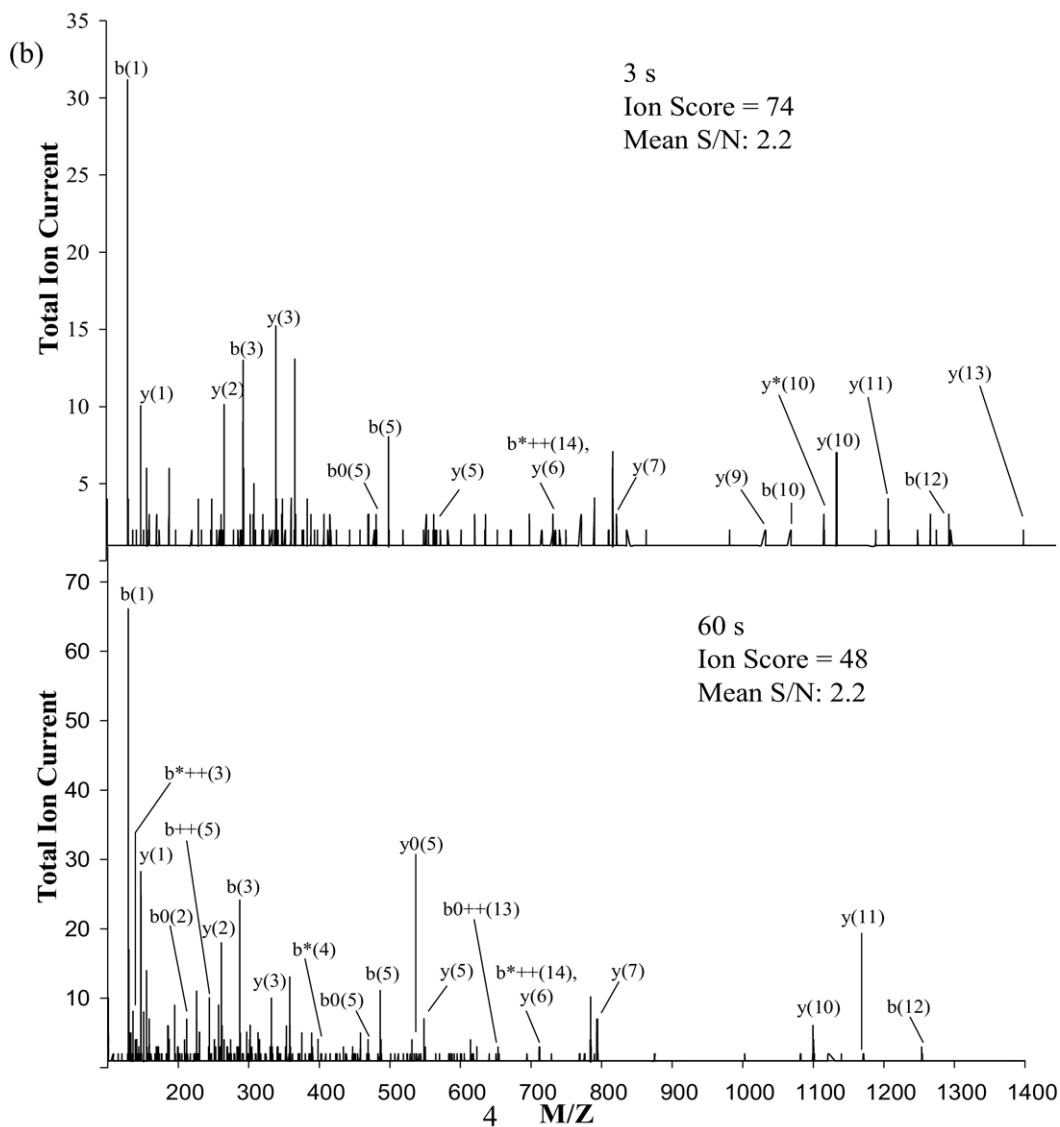 (b)
35
30
25
20
15
10
5
Total Ion Current
3 s
Ion Score = 74
Mean S/N: 2.2
b(1)
y(1)
y(2)
b(3)
y(3)
b0(5)
b(5)
y(5)
b*++(14),
y(6)
y(7)
y(9)
b(10)
y*(10)
y(10)
y(11)
b(12)
y(13)
70
60
50
40
30
20
10
Total Ion Current
60 s
Ion Score = 48
Mean S/N: 2.2
b(1)
b*++(3)
b++(5)
y(1)
b0(2)
y(2)
b(3)
y(3)
b*(4)
b0(5)
b(5)
y0(5)
y(5)
b0++(13)
b*++(14),
y(6)
y(7)
y(10)
y(11)
b(12)
200 300 400 500 600 700 800 900 1000 1100 1200 1300 1400
4 M/Z